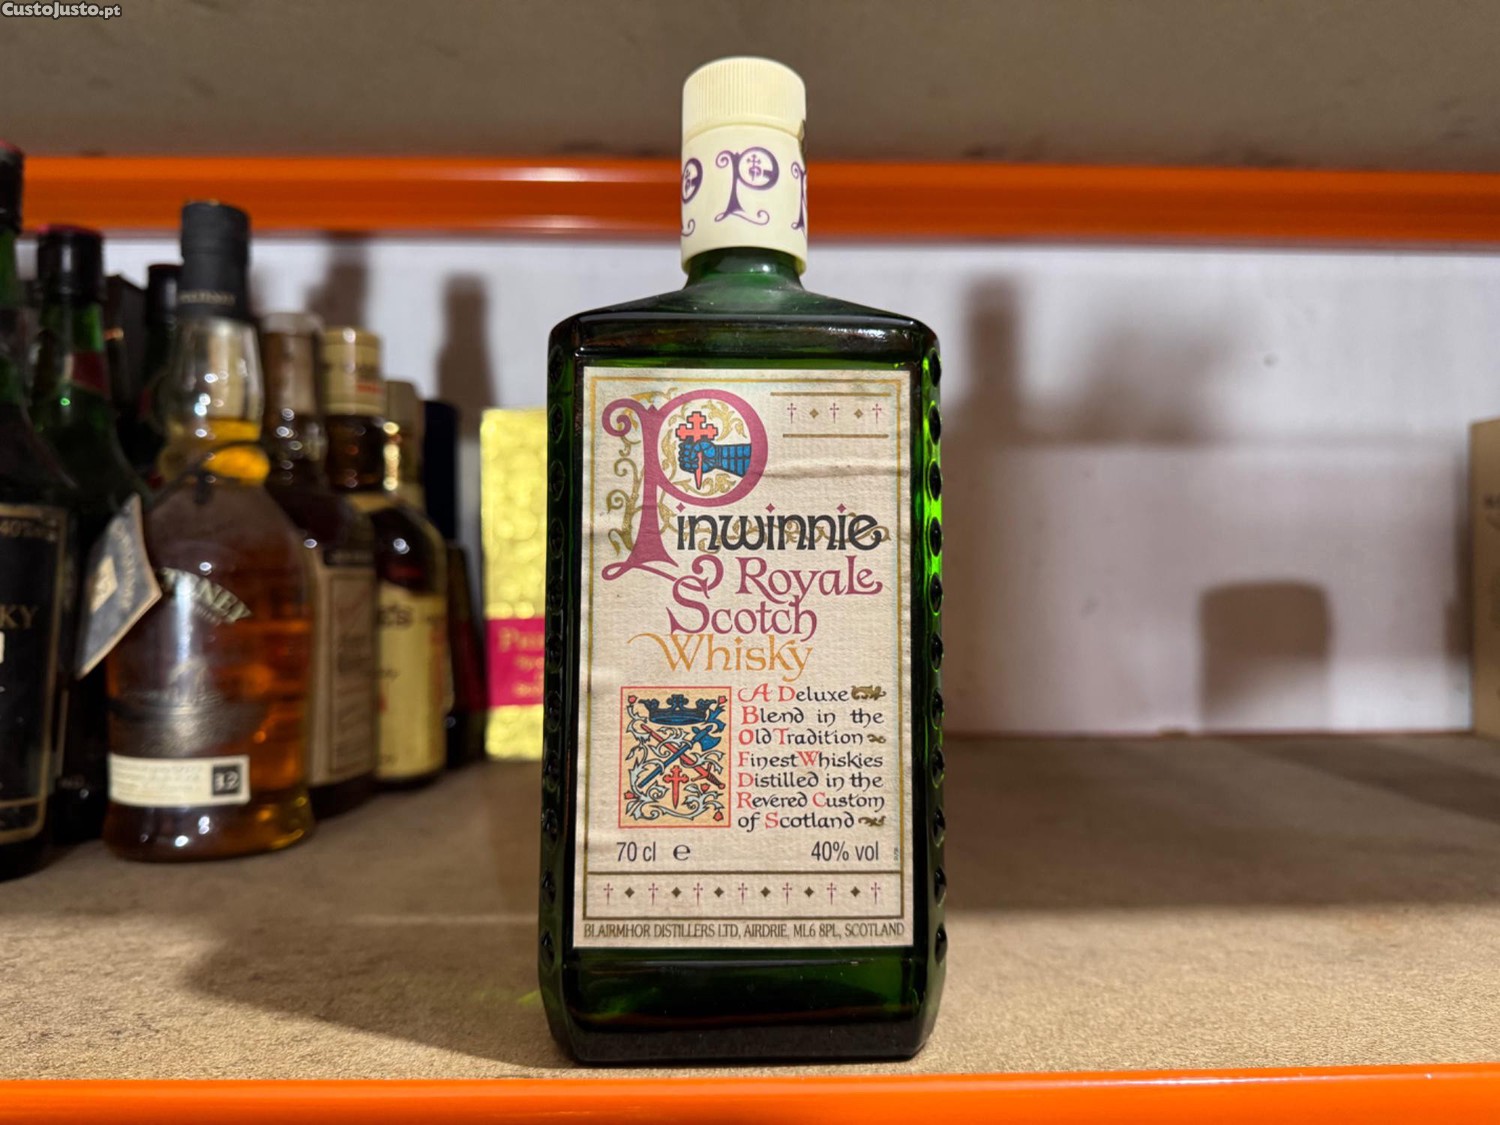 CustoJusto.pt
P
Pinwinnie
Royale
Scotch
Whisky
A Deluxe
Blend in the
Old Tradition
Finest Whiskies
Distilled in the
Revered Custom
of Scotland
70 cl e
40% vol
BLAIRMHOR DISTILLERS LTD, AIRDRIE, ML6 8PL, SCOTLAND
12